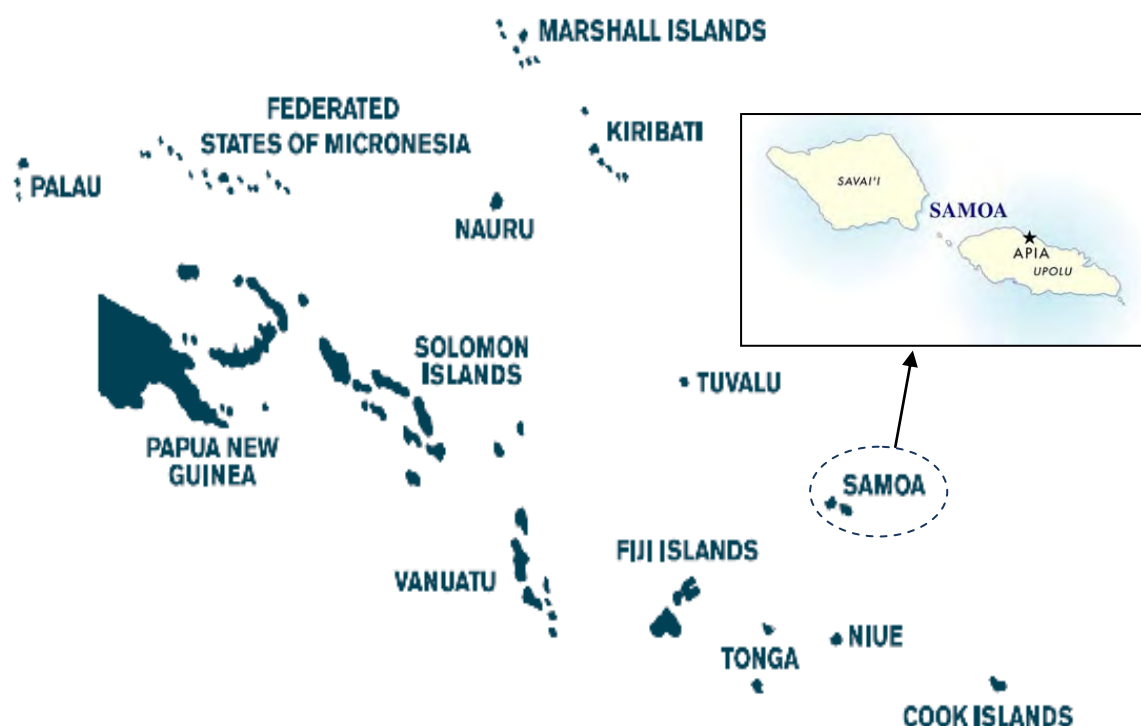 MARSHALL ISLANDS
FEDERATED
STATES OF MICRONESIA
KIRIBATI
PALAU
NAURU
SAVAI'I
SAMOA
APIA
UPOLU
SOLOMON
ISLANDS
TUVALU
PAPUA NEW
GUINEA
SAMOA
FIJI ISLANDS
VANUATU
NIUE
TONGA
COOK ISLANDS